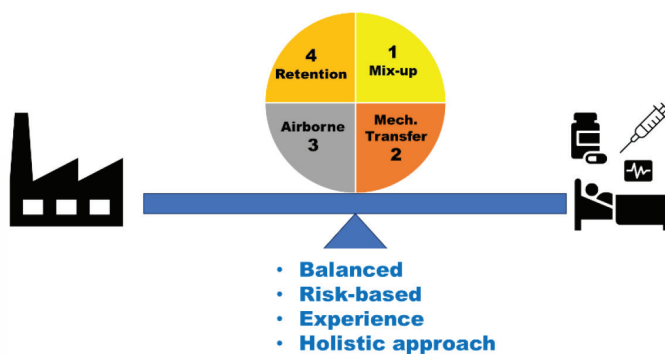 4
Retention
1
Mix-up
Airborne
3
Mech.
Transfer
2
• Balanced
• Risk-based
• Experience
• Holistic approach